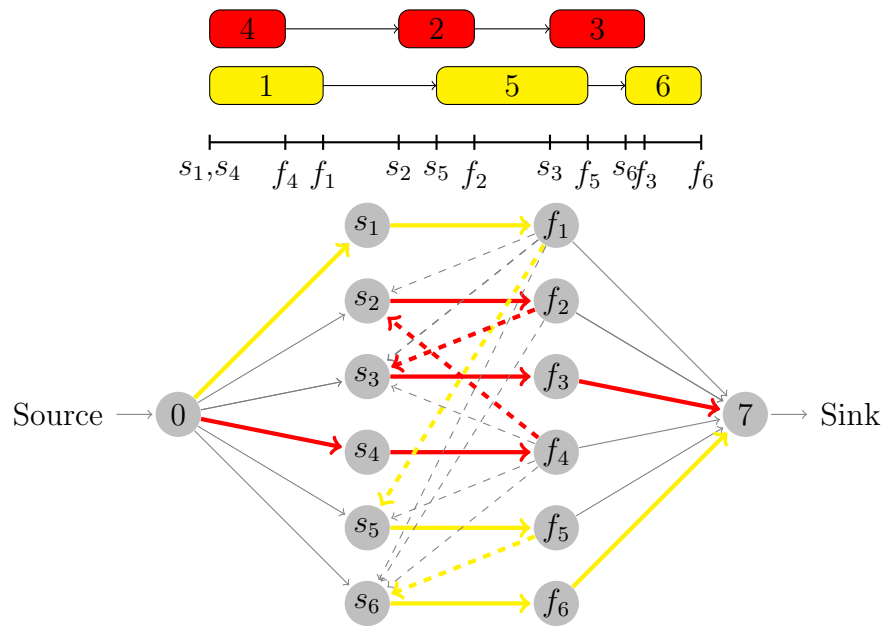 4 2 3
1 5 6
s₁,s₄ f₄ f₁ s₂ s₅ f₂ s₃ f₅ s₆ f₃ f₆
s₁ f₁
s₂ f₂
s₃ f₃
Source 0 7 Sink
s₄ f₄
s₅ f₅
s₆ f₆